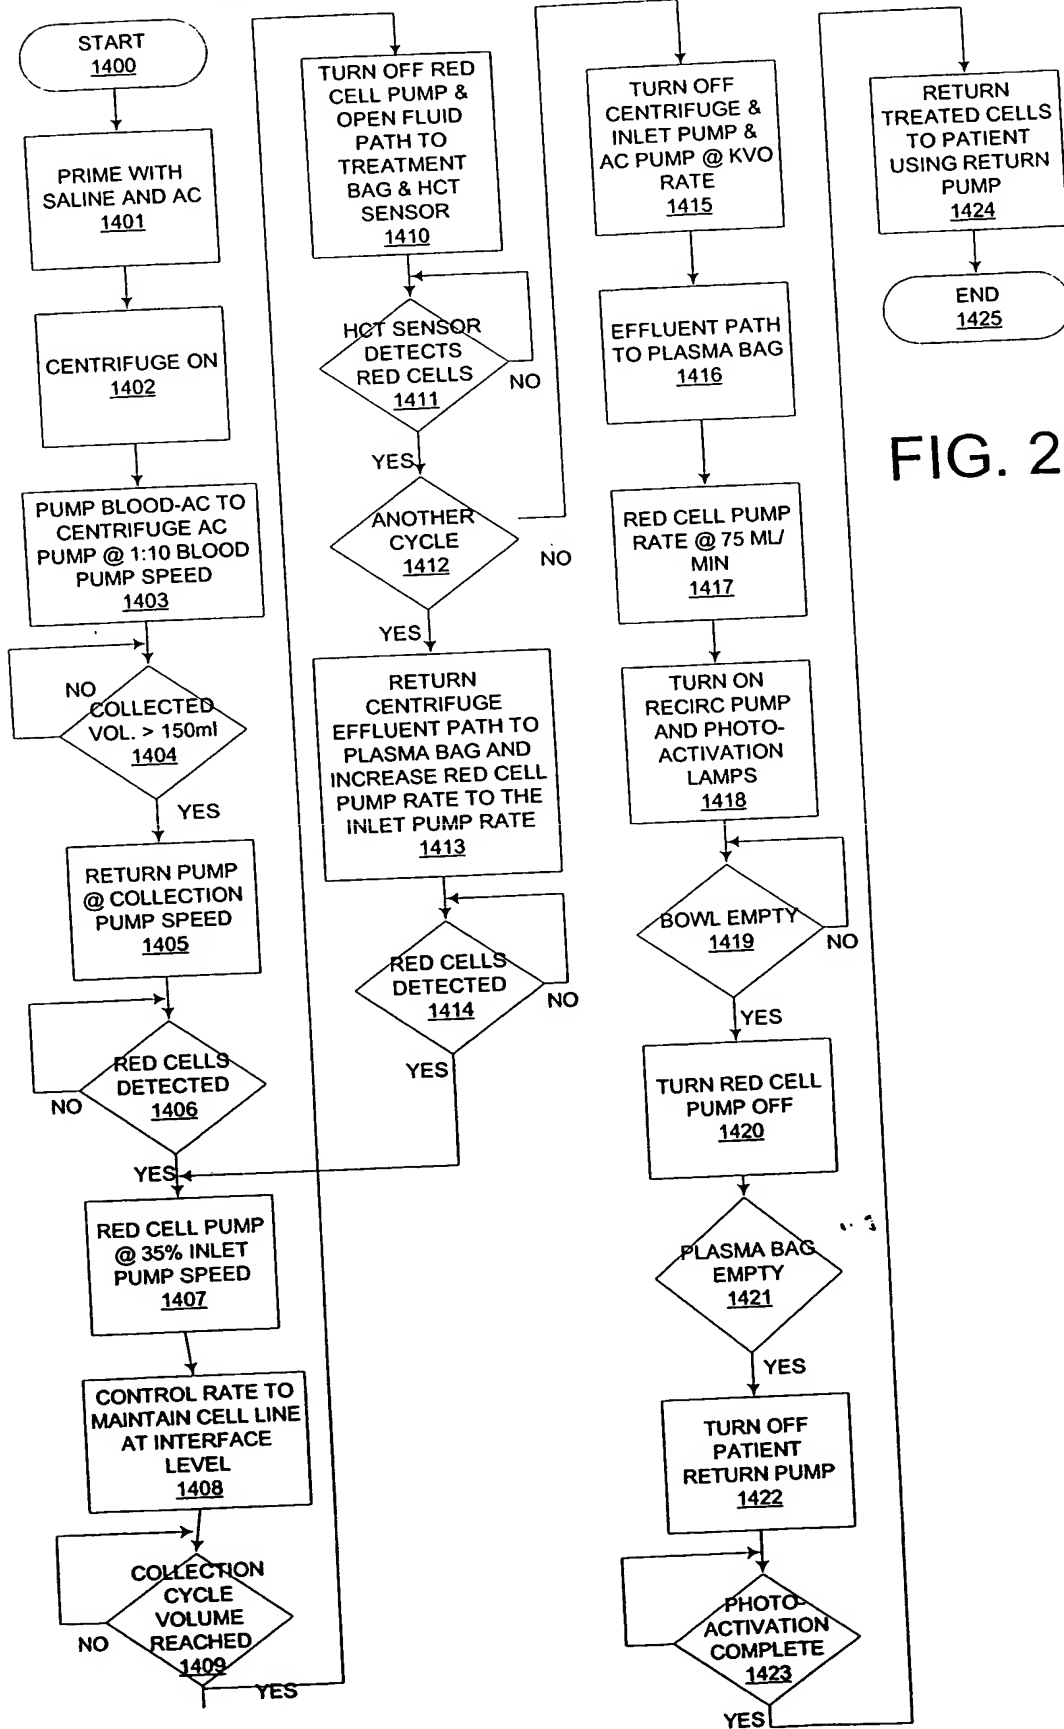 START
1400
PRIME WITH
SALINE AND AC
1401
CENTRIFUGE ON
1402
PUMP BLOOD-AC TO
CENTRIFUGE AC
PUMP @ 1:10 BLOOD
PUMP SPEED
1403
NO
COLLECTED
VOL. > 150ml
1404
YES
RETURN PUMP
@ COLLECTION
PUMP SPEED
1405
RED CELLS
DETECTED
1406
NO
YES
RED CELL PUMP
@ 35% INLET
PUMP SPEED
1407
CONTROL RATE TO
MAINTAIN CELL LINE
AT INTERFACE
LEVEL
1408
COLLECTION
CYCLE
VOLUME
REACHED
1409
NO
YES
TURN OFF RED
CELL PUMP &
OPEN FLUID
PATH TO
TREATMENT
BAG & HCT
SENSOR
1410
HCT SENSOR
DETECTS
RED CELLS
1411
NO
YES
ANOTHER
CYCLE
1412
NO
YES
RETURN
CENTRIFUGE
EFFLUENT PATH TO
PLASMA BAG AND
INCREASE RED CELL
PUMP RATE TO THE
INLET PUMP RATE
1413
RED CELLS
DETECTED
1414
NO
YES
TURN OFF
CENTRIFUGE &
INLET PUMP &
AC PUMP @ KVO
RATE
1415
EFFLUENT PATH
TO PLASMA BAG
1416
RED CELL PUMP
RATE @ 75 ML/
MIN
1417
TURN ON
RECIRC PUMP
AND PHOTO-
ACTIVATION
LAMPS
1418
BOWL EMPTY
1419
NO
YES
TURN RED CELL
PUMP OFF
1420
PLASMA BAG
EMPTY
1421
YES
TURN OFF
PATIENT
RETURN PUMP
1422
PHOTO-
ACTIVATION
COMPLETE
1423
YES
RETURN
TREATED CELLS
TO PATIENT
USING RETURN
PUMP
1424
END
1425
FIG. 2